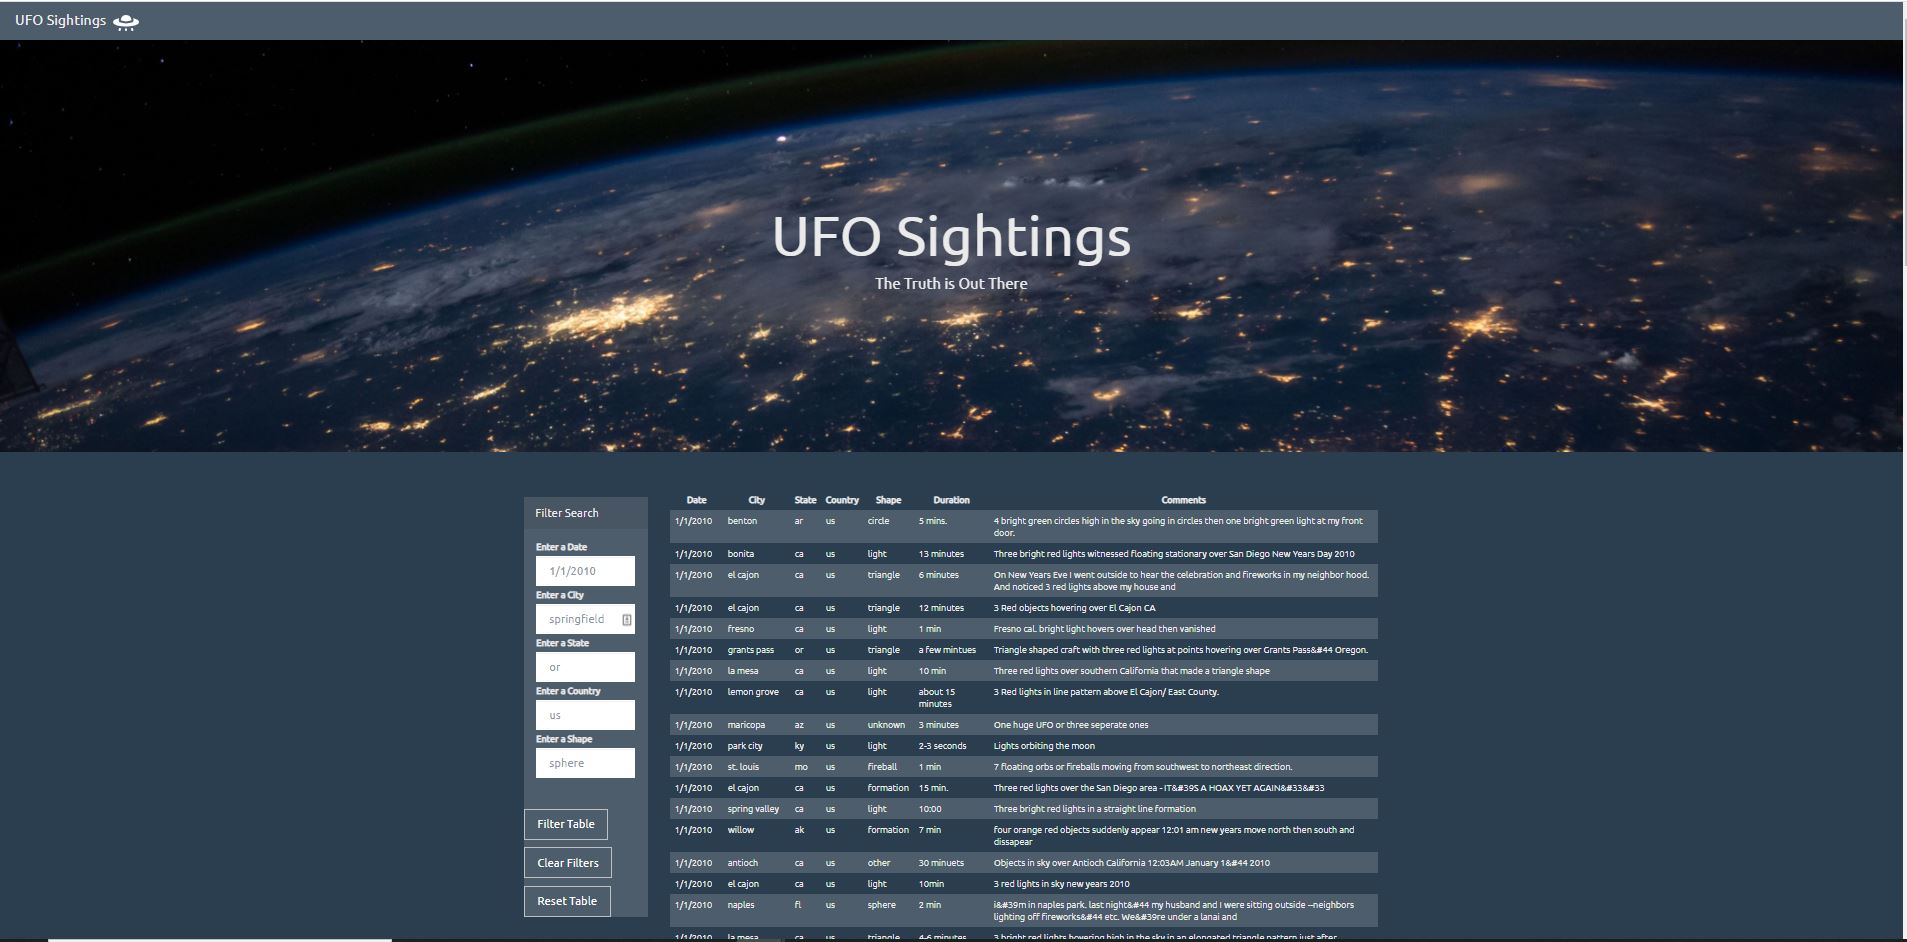 UFO Sightings
UFO Sightings
The Truth is Out There
Filter Search
Enter a Date
1/1/2010
Enter a City
springfield
Enter a State
or
Enter a Country
us
Enter a Shape
sphere
Filter Table
Clear Filters
Reset Table
Date City State Country Shape Duration Comments
1/1/2010 benton ar us circle 5 mins. 4 bright green circles high in the sky going in circles then one bright green light at my front
door.
1/1/2010 bonita ca us light 13 minutes Three bright red lights witnessed floating stationary over San Diego New Years Day 2010
1/1/2010 el cajon ca us triangle 6 minutes On New Years Eve I went outside to hear the celebration and fireworks in my neighbor hood.
And noticed 3 red lights above my house and
1/1/2010 el cajon ca us triangle 12 minutes 3 Red objects hovering over El Cajon CA
1/1/2010 fresno ca us light 1 min Fresno cal. bright light hovers over head then vanished
1/1/2010 grants pass or us triangle a few mintues Triangle shaped craft with three red lights at points hovering over Grants Pass&#44 Oregon.
1/1/2010 la mesa ca us light 10 min Three red lights over southern California that made a triangle shape
1/1/2010 lemon grove ca us light about 15 3 Red lights in line pattern above El Cajon/ East County.
minutes
1/1/2010 maricopa az us unknown 3 minutes One huge UFO or three seperate ones
1/1/2010 park city ky us light 2-3 seconds Lights orbiting the moon
1/1/2010 st. louis mo us fireball 1 min 7 floating orbs or fireballs moving from southwest to northeast direction.
1/1/2010 el cajon ca us formation 15 min. Three red lights over the San Diego area - IT&#39S A HOAX YET AGAIN&#33&#33
1/1/2010 spring valley ca us light 10:00 Three bright red lights in a straight line formation
1/1/2010 willow ak us formation 7 min four orange red objects suddenly appear 12:01 am new years move north then south and
dissapear
1/1/2010 antioch ca us other 30 minuets Objects in sky over Antioch California 12:03AM January 1&#44 2010
1/1/2010 el cajon ca us light 10min 3 red lights in sky new years 2010
1/1/2010 naples fl us sphere 2 min i&#39m in naples park. last night&#44 my husband and I were sitting outside --neighbors
lighting off fireworks&#44 etc. We&#39re under a lanai and
1/1/2010 la mesa ca us triangle 4-6 minutes 3 bright red lights hovering high in the sky in an elongated triangle pattern just after